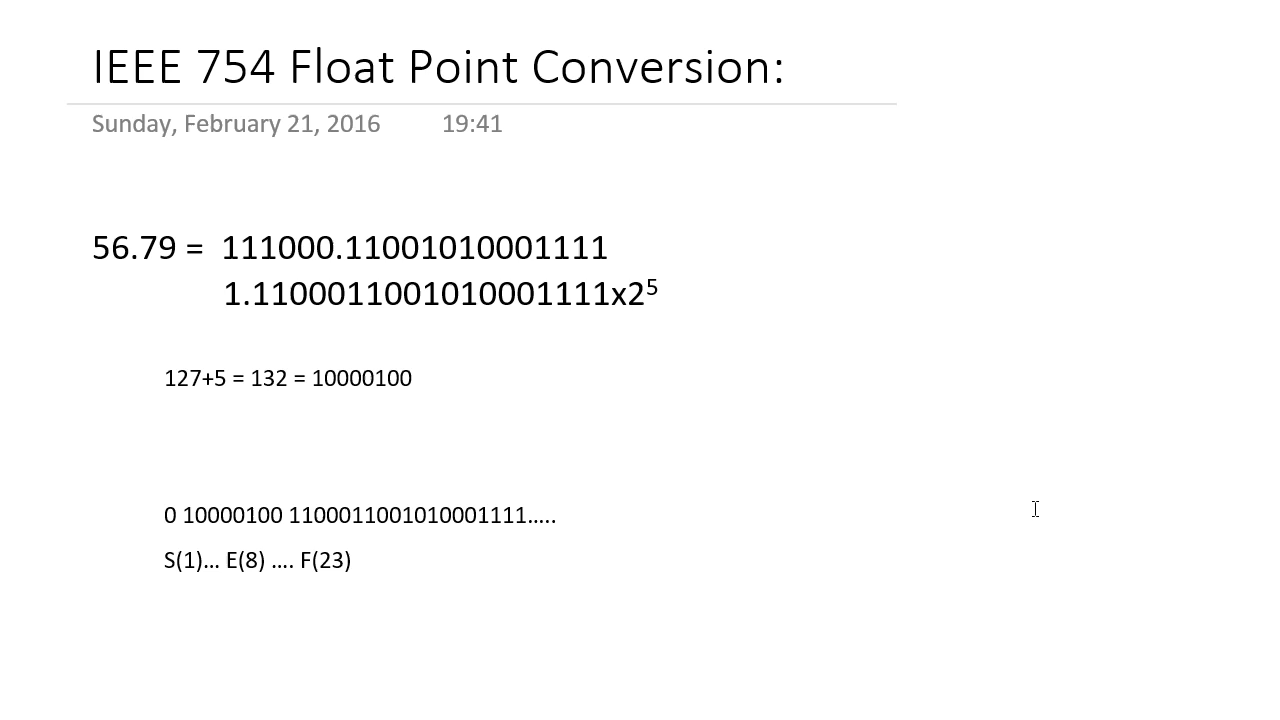 IEEE 754 Float Point Conversion:
Sunday, February 21, 2016 19:41
56.79 = 111000.11001010001111
1.1100011001010001111x2⁵
127+5 = 132 = 10000100
0 10000100 1100011001010001111.....
S(1)... E(8) .... F(23)